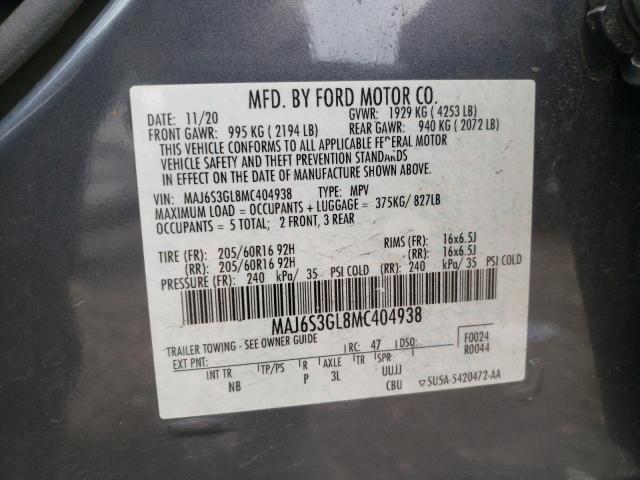 MFD. BY FORD MOTOR CO.
DATE: 11/20 GVWR: 1929 KG ( 4253 LB)
FRONT GAWR: 995 KG ( 2194 LB) REAR GAWR: 940 KG ( 2072 LB)
THIS VEHICLE CONFORMS TO ALL APPLICABLE FEDERAL MOTOR
VEHICLE SAFETY AND THEFT PREVENTION STANDARDS
IN EFFECT ON THE DATE OF MANUFACTURE SHOWN ABOVE.
VIN: MAJ6S3GL8MC404938 TYPE: MPV
MAXIMUM LOAD = OCCUPANTS + LUGGAGE = 375KG/ 827LB
OCCUPANTS = 5 TOTAL; 2 FRONT, 3 REAR
TIRE (FR): 205/60R16 92H RIMS (FR): 16x6.5J
(RR): 205/60R16 92H (RR): 16x6.5J
PRESSURE (FR): 240 kPa/ 35 PSI COLD (RR): 240 kPa/ 35 PSI COLD
MAJ6S3GL8MC404938
TRAILER TOWING - SEE OWNER GUIDE F0024
EXT PNT: RC: 47 DSO: R0044
INT TR TP/PS R AXLE TR SPR
NB P 3L UUJJ
CBU 5U5A-5420472-AA